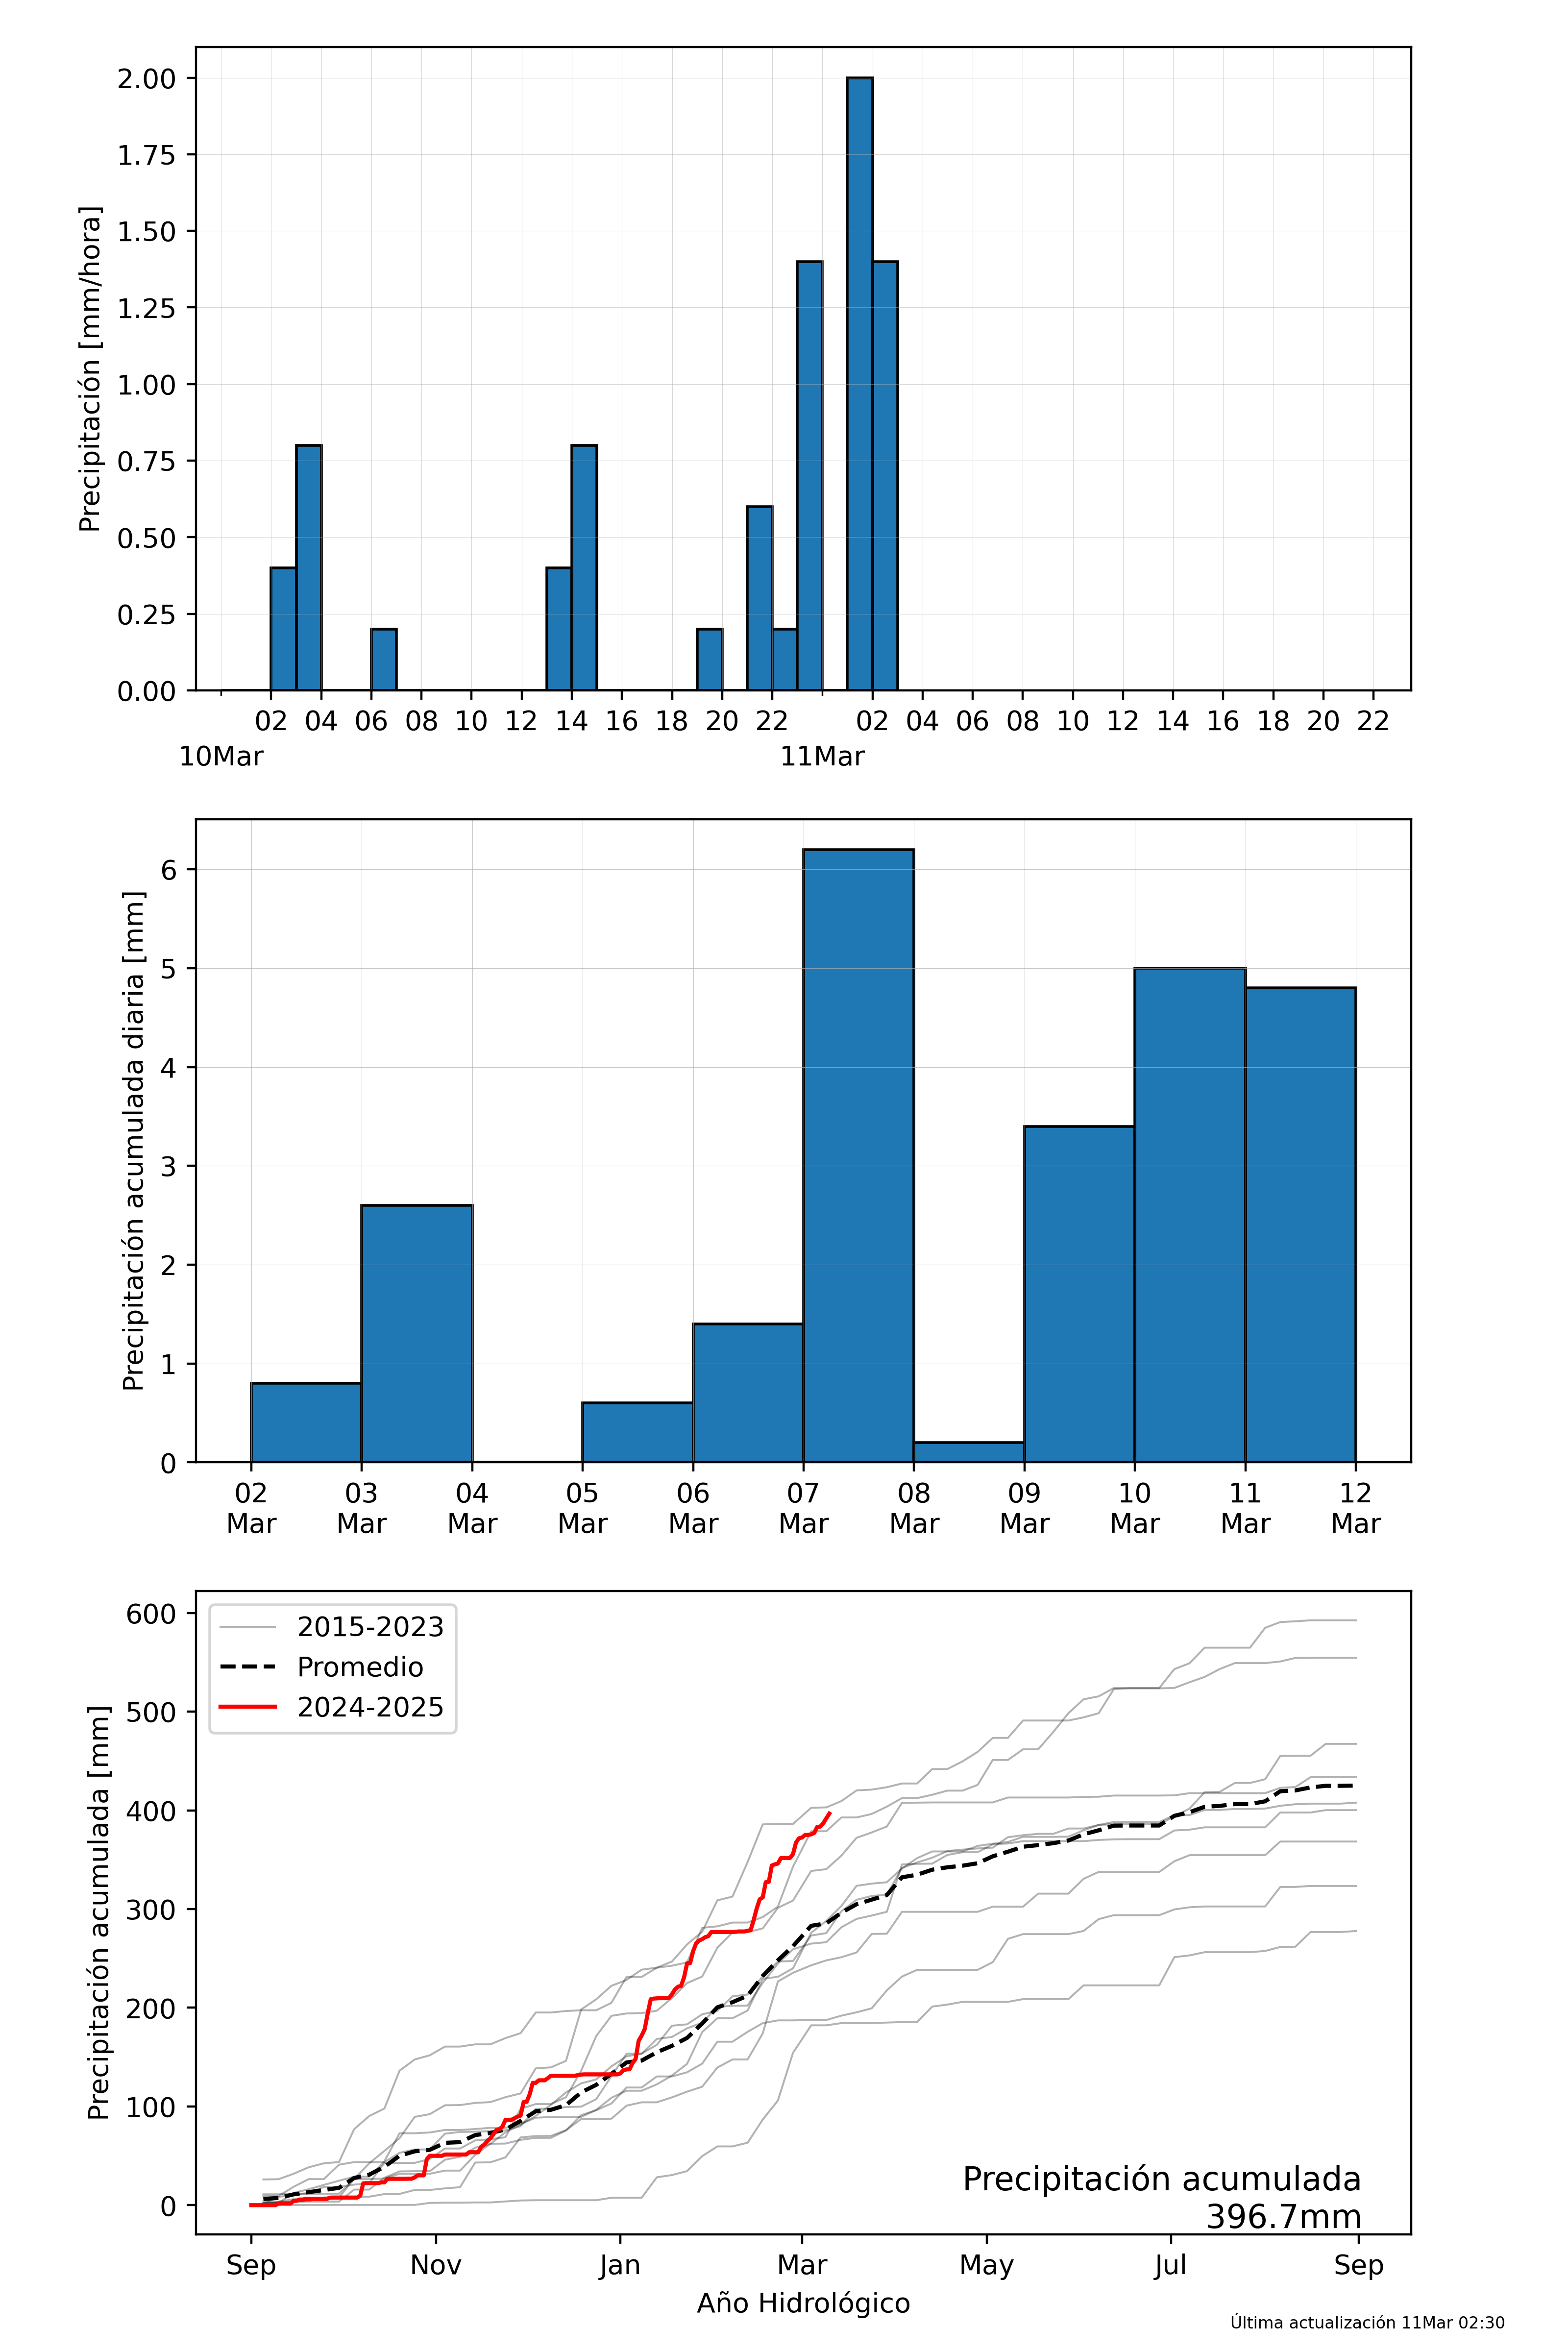 Precipitación [mm/hora]
2.00
1.75
1.50
1.25
1.00
0.75
0.50
0.25
0.00
02 04 06 08 10 12 14 16 18 20 22 02 04 06 08 10 12 14 16 18 20 22
10Mar 11Mar
Precipitación acumulada diaria [mm]
6
5
4
3
2
1
0
02 03 04 05 06 07 08 09 10 11 12
Mar Mar Mar Mar Mar Mar Mar Mar Mar Mar Mar
Precipitación acumulada [mm]
600
500
400
300
200
100
0
2015-2023
Promedio
2024-2025
Precipitación acumulada
396.7mm
Sep Nov Jan Mar May Jul Sep
Año Hidrológico
Última actualización 11Mar 02:30